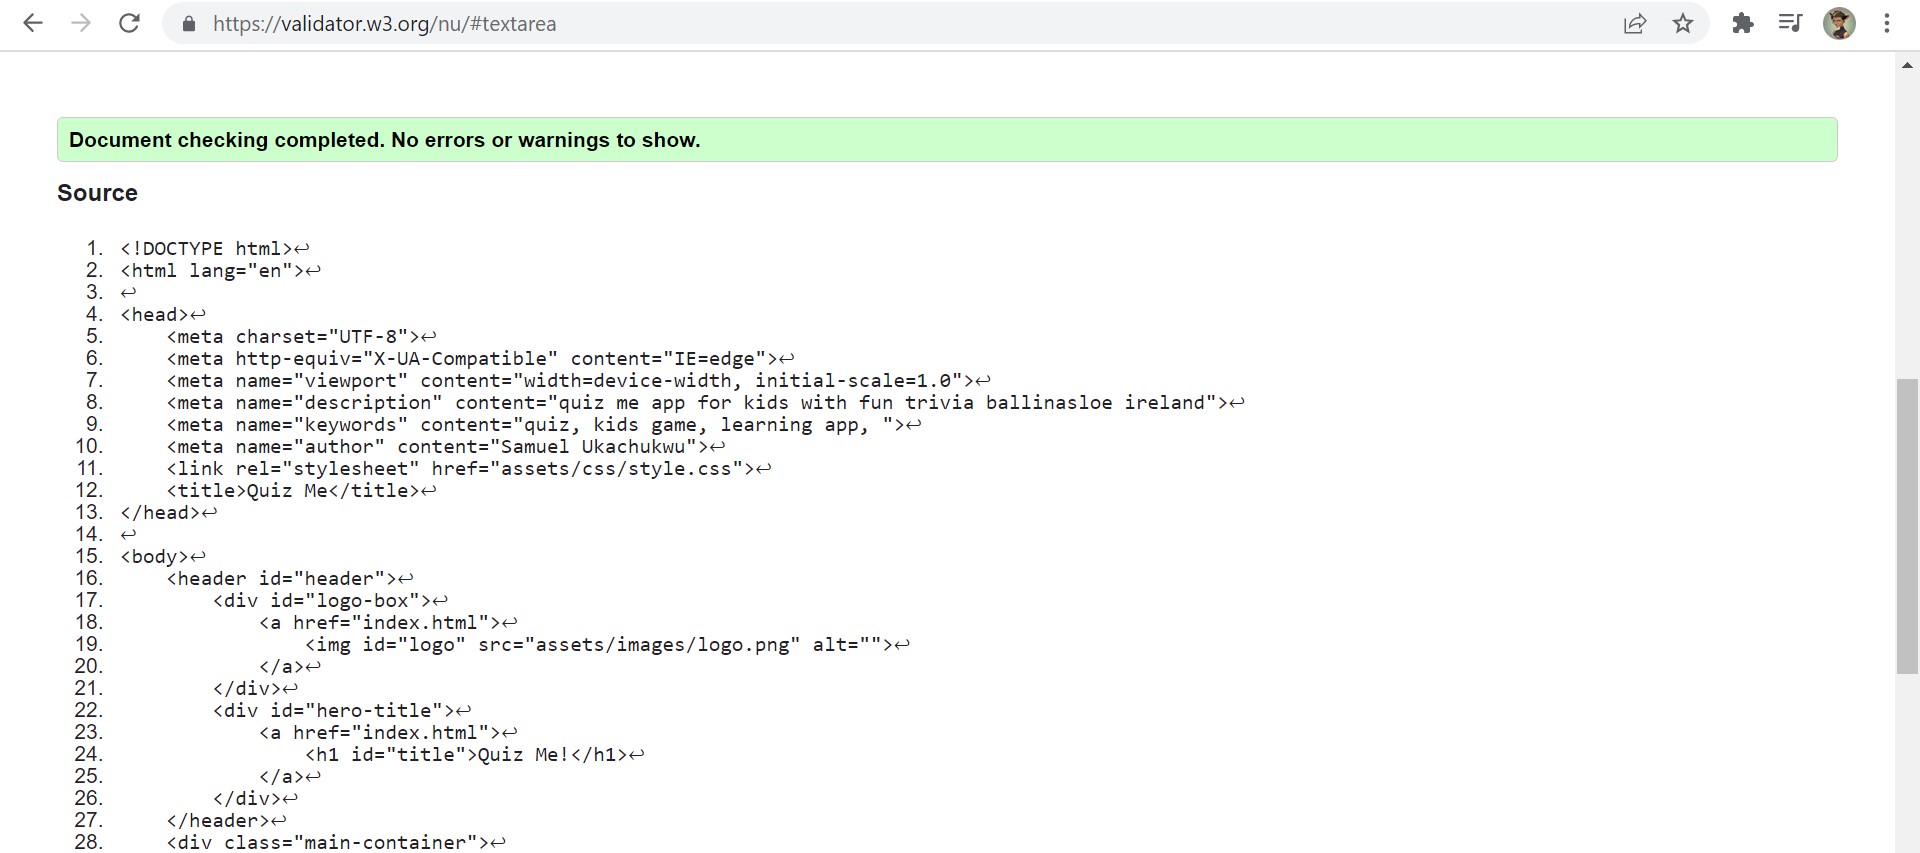 https://validator.w3.org/nu/#textarea
Document checking completed. No errors or warnings to show.
Source
1. <!DOCTYPE html>↩
2. <html lang="en">↩
3. ↩
4. <head>↩
5.     <meta charset="UTF-8">↩
6.     <meta http-equiv="X-UA-Compatible" content="IE=edge">↩
7.     <meta name="viewport" content="width=device-width, initial-scale=1.0">↩
8.     <meta name="description" content="quiz me app for kids with fun trivia ballinasloe ireland">↩
9.     <meta name="keywords" content="quiz, kids game, learning app, ">↩
10.     <meta name="author" content="Samuel Ukachukwu">↩
11.     <link rel="stylesheet" href="assets/css/style.css">↩
12.     <title>Quiz Me</title>↩
13. </head>↩
14. ↩
15. <body>↩
16.     <header id="header">↩
17.         <div id="logo-box">↩
18.             <a href="index.html">↩
19.                 <img id="logo" src="assets/images/logo.png" alt="">↩
20.             </a>↩
21.         </div>↩
22.         <div id="hero-title">↩
23.             <a href="index.html">↩
24.                 <h1 id="title">Quiz Me!</h1>↩
25.             </a>↩
26.         </div>↩
27.     </header>↩
28.     <div class="main-container">↩